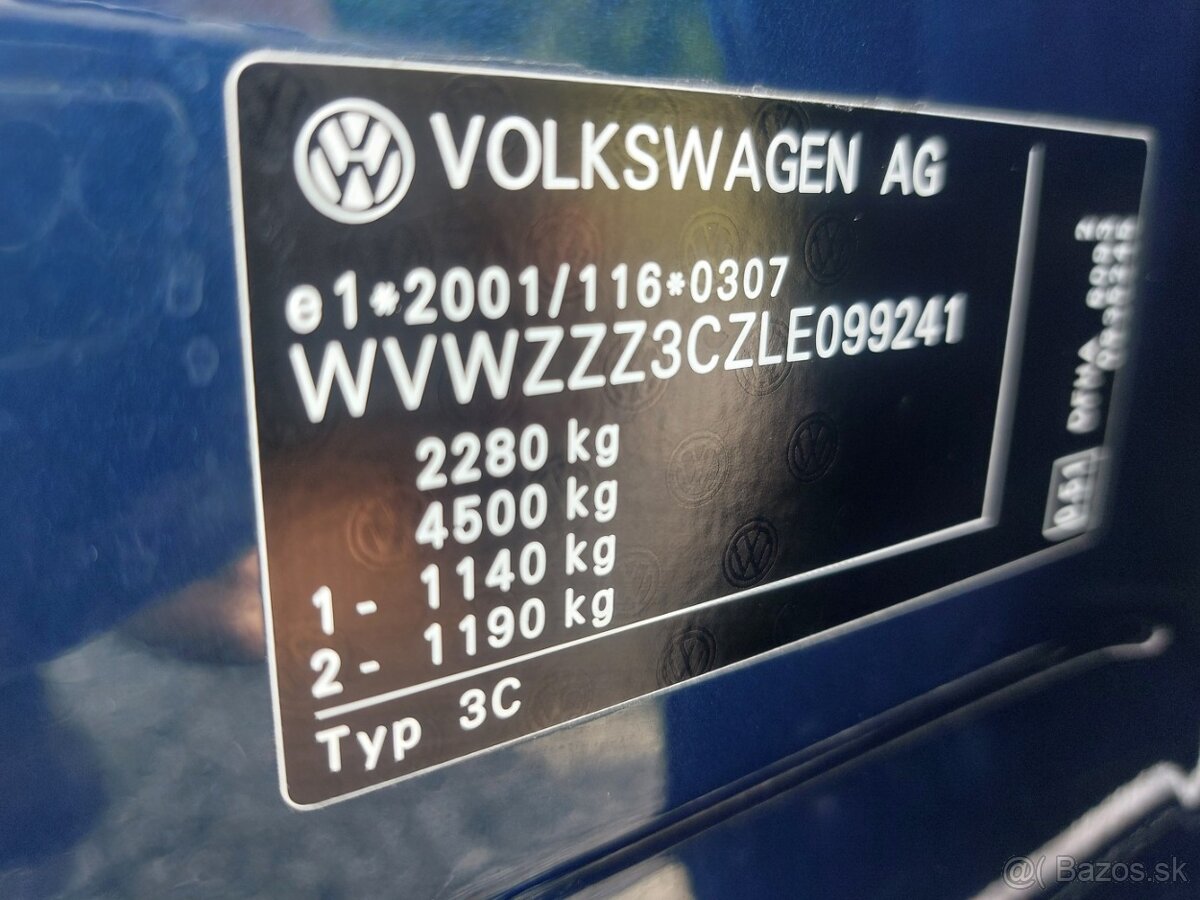 VOLKSWAGEN AG
e1*2001/116*0307
WVWZZZ3CZLE099241
2280 kg
4500 kg
1- 1140 kg
2- 1190 kg
Typ 3C
@( Bazos.sk